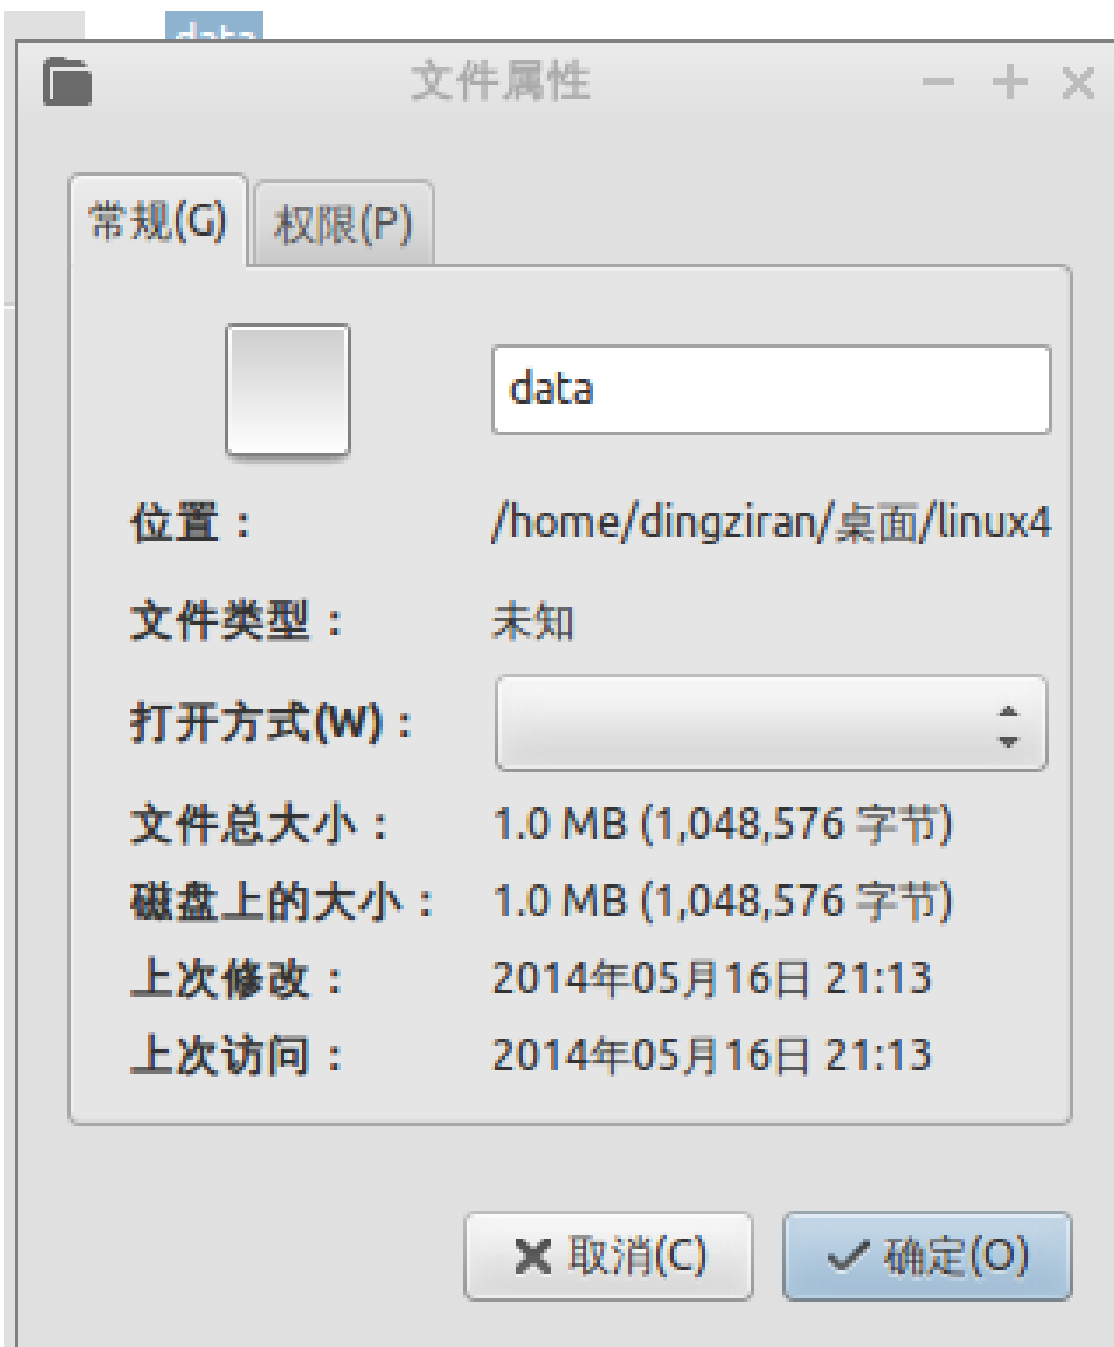 data
文件属性
常规(G) 权限(P)
data
位置： /home/dingziran/桌面/linux4
文件类型： 未知
打开方式(W)：
文件总大小： 1.0 MB (1,048,576 字节)
磁盘上的大小： 1.0 MB (1,048,576 字节)
上次修改： 2014年05月16日 21:13
上次访问： 2014年05月16日 21:13
取消(C) 确定(O)